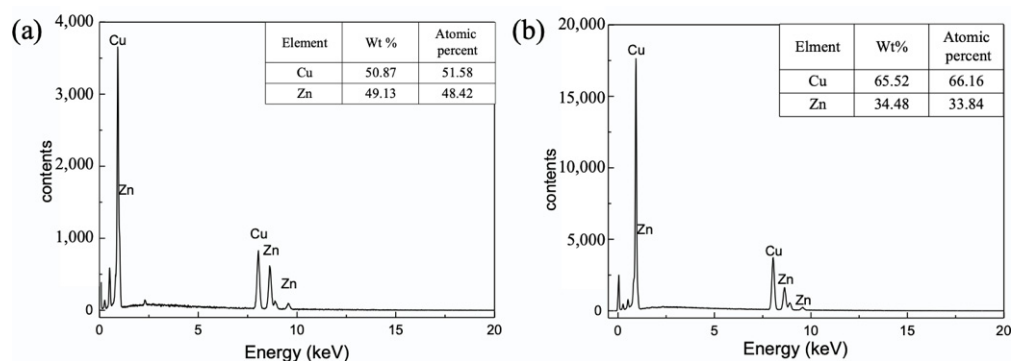 (a)
4,000
3,000
2,000
1,000
0
contents
Cu
Zn
Cu
Zn
Zn
Element Wt % Atomic percent
Cu 50.87 51.58
Zn 49.13 48.42
0 5 10 15 20
Energy (keV)
(b)
20,000
15,000
10,000
5,000
0
contents
Cu
Zn
Cu
Zn
Zn
Elment Wt% Atomic percent
Cu 65.52 66.16
Zn 34.48 33.84
0 5 10 15 20
Energy (keV)